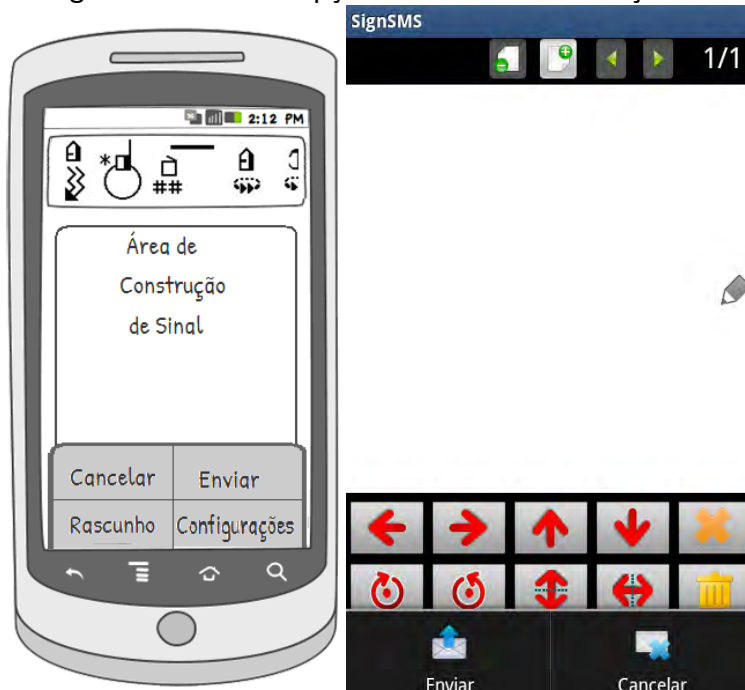 2:12 PM
Área de
Construção
de Sinal
Cancelar Enviar
Rascunho Configurações
SignSMS
1/1
Enviar Cancelar